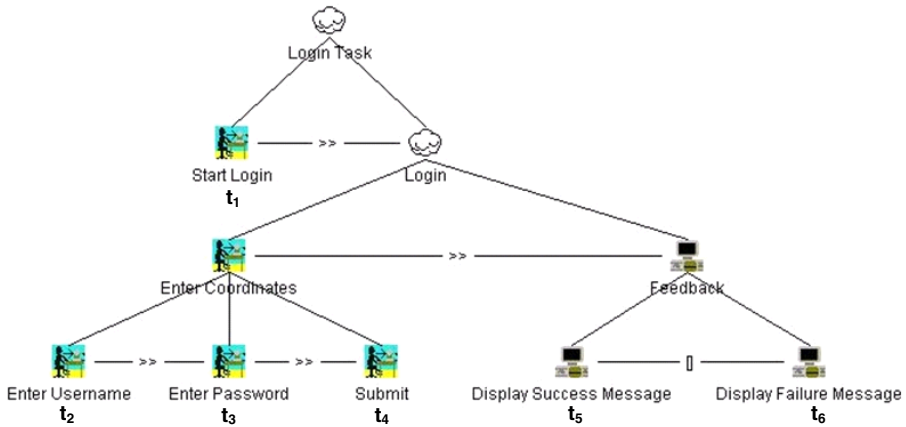 Login Task
>>
Start Login
Login
t₁
>>
Enter Coordinates
Feedback
>>
>>
[]
Enter Username
Enter Password
Submit
Display Success Message
Display Failure Message
t₂
t₃
t₄
t₅
t₆